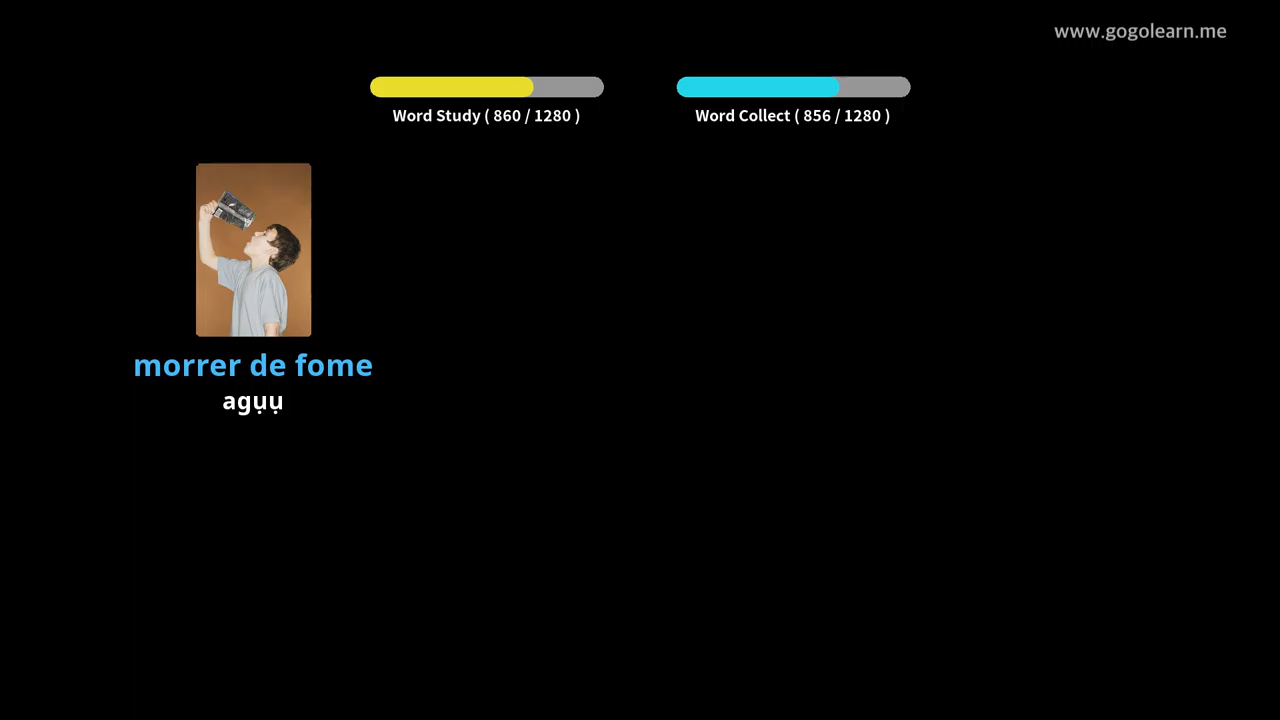 www.gogolearn.me
Word Study ( 860 / 1280 )
Word Collect ( 856 / 1280 )
morrer de fome
agụụ